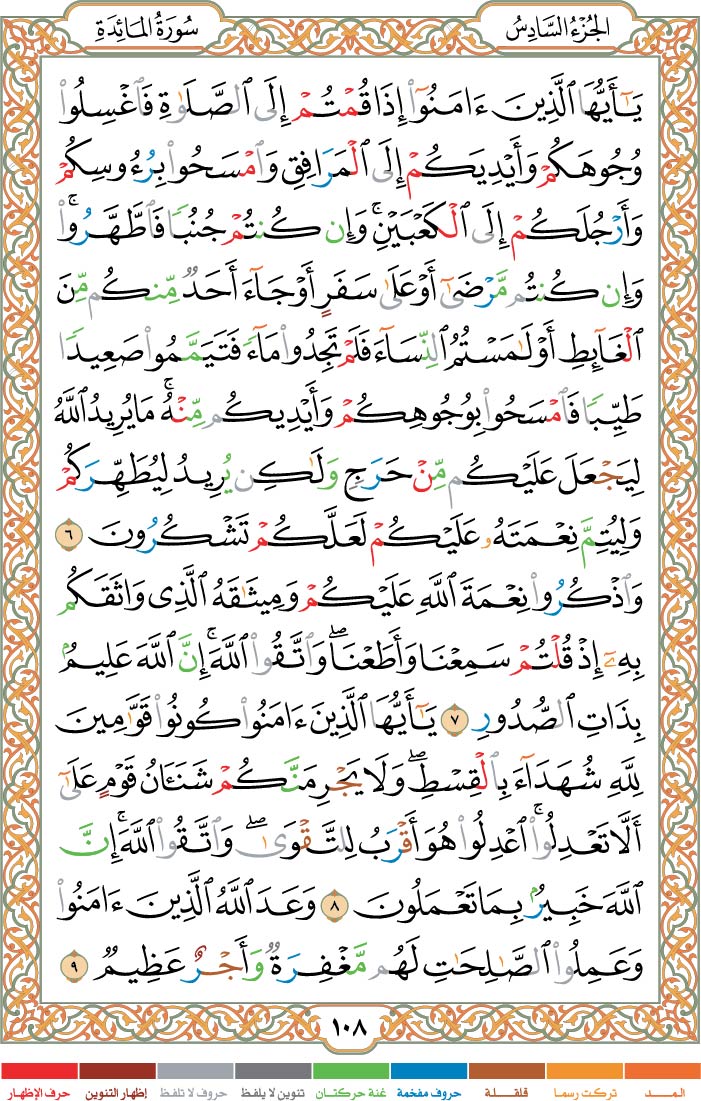 الجُزْءُ السَّادِسُ
سُورَةُ المَائِدَةِ
يَٰٓأَيُّهَا ٱلَّذِينَ ءَامَنُوٓا۟ إِذَا قُمْتُمْ إِلَى ٱلصَّلَوٰةِ فَٱغْسِلُوا۟
وُجُوهَكُمْ وَأَيْدِيَكُمْ إِلَى ٱلْمَرَافِقِ وَٱمْسَحُوا۟ بِرُءُوسِكُمْ
وَأَرْجُلَكُمْ إِلَى ٱلْكَعْبَيْنِ ۚ وَإِن كُنتُمْ جُنُبًا فَٱطَّهَّرُوا۟ ۚ
وَإِن كُنتُم مَّرْضَىٰٓ أَوْ عَلَىٰ سَفَرٍ أَوْ جَآءَ أَحَدٌ مِّنكُم مِّنَ
ٱلْغَآئِطِ أَوْ لَٰمَسْتُمُ ٱلنِّسَآءَ فَلَمْ تَجِدُوا۟ مَآءً فَتَيَمَّمُوا۟ صَعِيدًا
طَيِّبًا فَٱمْسَحُوا۟ بِوُجُوهِكُمْ وَأَيْدِيكُم مِّنْهُ ۚ مَا يُرِيدُ ٱللَّهُ
لِيَجْعَلَ عَلَيْكُم مِّنْ حَرَجٍ وَلَٰكِن يُرِيدُ لِيُطَهِّرَكُمْ
وَلِيُتِمَّ نِعْمَتَهُۥ عَلَيْكُمْ لَعَلَّكُمْ تَشْكُرُونَ ٦
وَٱذْكُرُوا۟ نِعْمَةَ ٱللَّهِ عَلَيْكُمْ وَمِيثَٰقَهُ ٱلَّذِى وَاثَقَكُم
بِهِۦٓ إِذْ قُلْتُمْ سَمِعْنَا وَأَطَعْنَا ۖ وَٱتَّقُوا۟ ٱللَّهَ ۚ إِنَّ ٱللَّهَ عَلِيمٌۢ
بِذَاتِ ٱلصُّدُورِ ٧ يَٰٓأَيُّهَا ٱلَّذِينَ ءَامَنُوا۟ كُونُوا۟ قَوَّٰمِينَ
لِلَّهِ شُهَدَآءَ بِٱلْقِسْطِ ۖ وَلَا يَجْرِمَنَّكُمْ شَنَـَٔانُ قَوْمٍ عَلَىٰٓ
أَلَّا تَعْدِلُوا۟ ۚ ٱعْدِلُوا۟ هُوَ أَقْرَبُ لِلتَّقْوَىٰ ۖ وَٱتَّقُوا۟ ٱللَّهَ ۚ إِنَّ
ٱللَّهَ خَبِيرٌۢ بِمَا تَعْمَلُونَ ٨ وَعَدَ ٱللَّهُ ٱلَّذِينَ ءَامَنُوا۟
وَعَمِلُوا۟ ٱلصَّٰلِحَٰتِ لَهُم مَّغْفِرَةٌ وَأَجْرٌ عَظِيمٌ ٩
١٠٨
المـــد تركت رسما قلقـلة حروف مفخمة غنة حركتان تنوين لا يلفظ حروف لا تلفظ إظهار التنوين حرف الإظهار